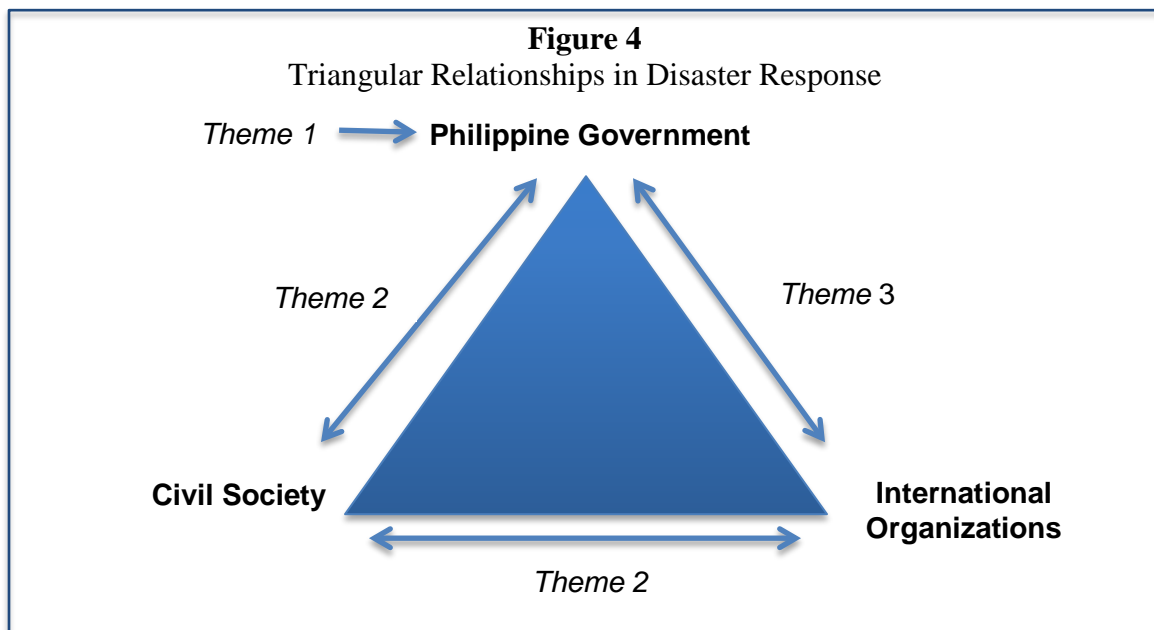 Figure 4
Triangular Relationships in Disaster Response
Theme 1
Philippine Government
Theme 2
Theme 3
Civil Society
International
Organizations
Theme 2